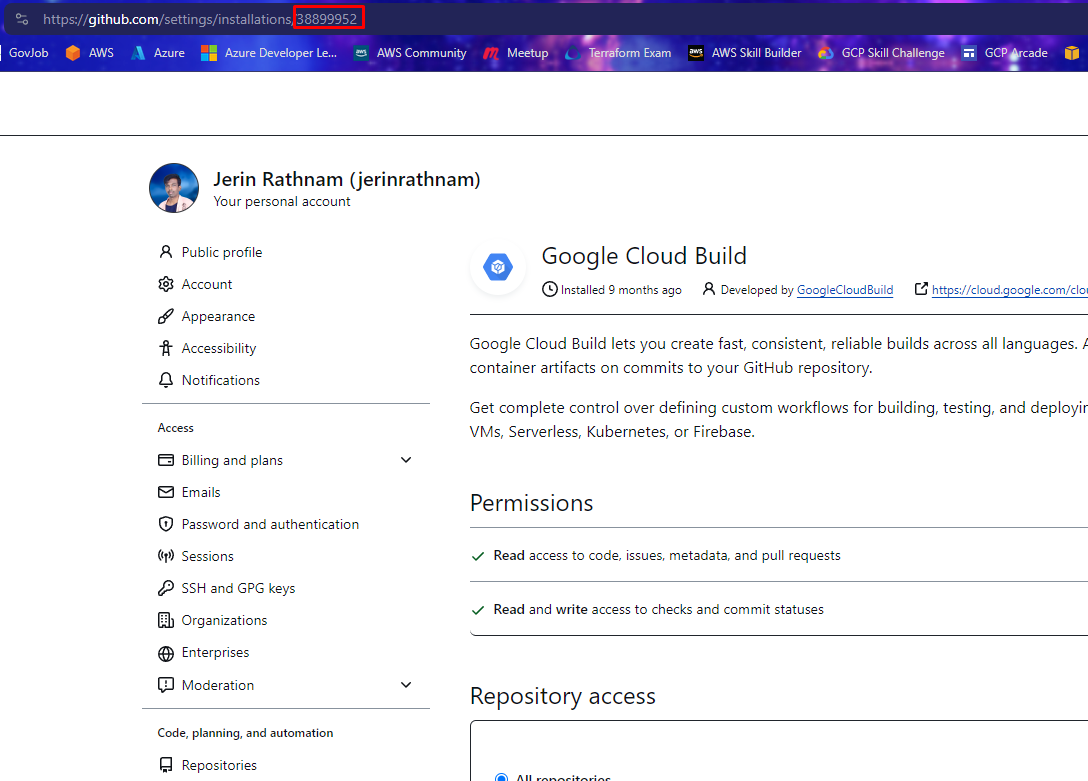 https://github.com/settings/installations/38899952
GovJob AWS Azure Azure Developer Le... aws AWS Community Meetup Terraform Exam aws AWS Skill Builder GCP Skill Challenge GCP Arcade
Jerin Rathnam (jerinrathnam)
Your personal account
Public profile
Account
Appearance
Accessibility
Notifications
Access
Billing and plans
Emails
Password and authentication
Sessions
SSH and GPG keys
Organizations
Enterprises
Moderation
Code, planning, and automation
Repositories
Google Cloud Build
Installed 9 months ago Developed by GoogleCloudBuild https://cloud.google.com/clou
Google Cloud Build lets you create fast, consistent, reliable builds across all languages.
container artifacts on commits to your GitHub repository.
Get complete control over defining custom workflows for building, testing, and deployin
VMs, Serverless, Kubernetes, or Firebase.
Permissions
Read access to code, issues, metadata, and pull requests
Read and write access to checks and commit statuses
Repository access
All repositories